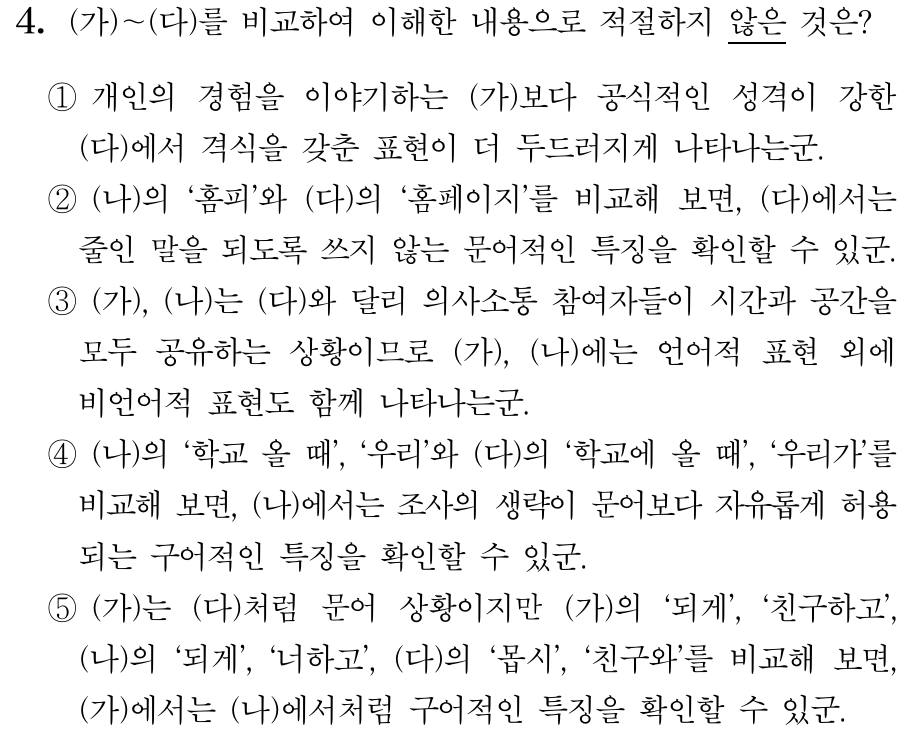 4. (가)~(다)를 비교하여 이해한 내용으로 적절하지 않은 것은?
① 개인의 경험을 이야기하는 (가)보다 공식적인 성격이 강한
(다)에서 격식을 갖춘 표현이 더 두드러지게 나타나는군.
② (나)의 ‘홈피’와 (다)의 ‘홈페이지’를 비교해 보면, (다)에서는
줄인 말을 되도록 쓰지 않는 문어적인 특징을 확인할 수 있군.
③ (가), (나)는 (다)와 달리 의사소통 참여자들이 시간과 공간을
모두 공유하는 상황이므로 (가), (나)에는 언어적 표현 외에
비언어적 표현도 함께 나타나는군.
④ (나)의 ‘학교 올 때’, ‘우리’와 (다)의 ‘학교에 올 때’, ‘우리가’를
비교해 보면, (나)에서는 조사의 생략이 문어보다 자유롭게 허용
되는 구어적인 특징을 확인할 수 있군.
⑤ (가)는 (다)처럼 문어 상황이지만 (가)의 ‘되게’, ‘친구하고’,
(나)의 ‘되게’, ‘너하고’, (다)의 ‘몹시’, ‘친구와’를 비교해 보면,
(가)에서는 (나)에서처럼 구어적인 특징을 확인할 수 있군.